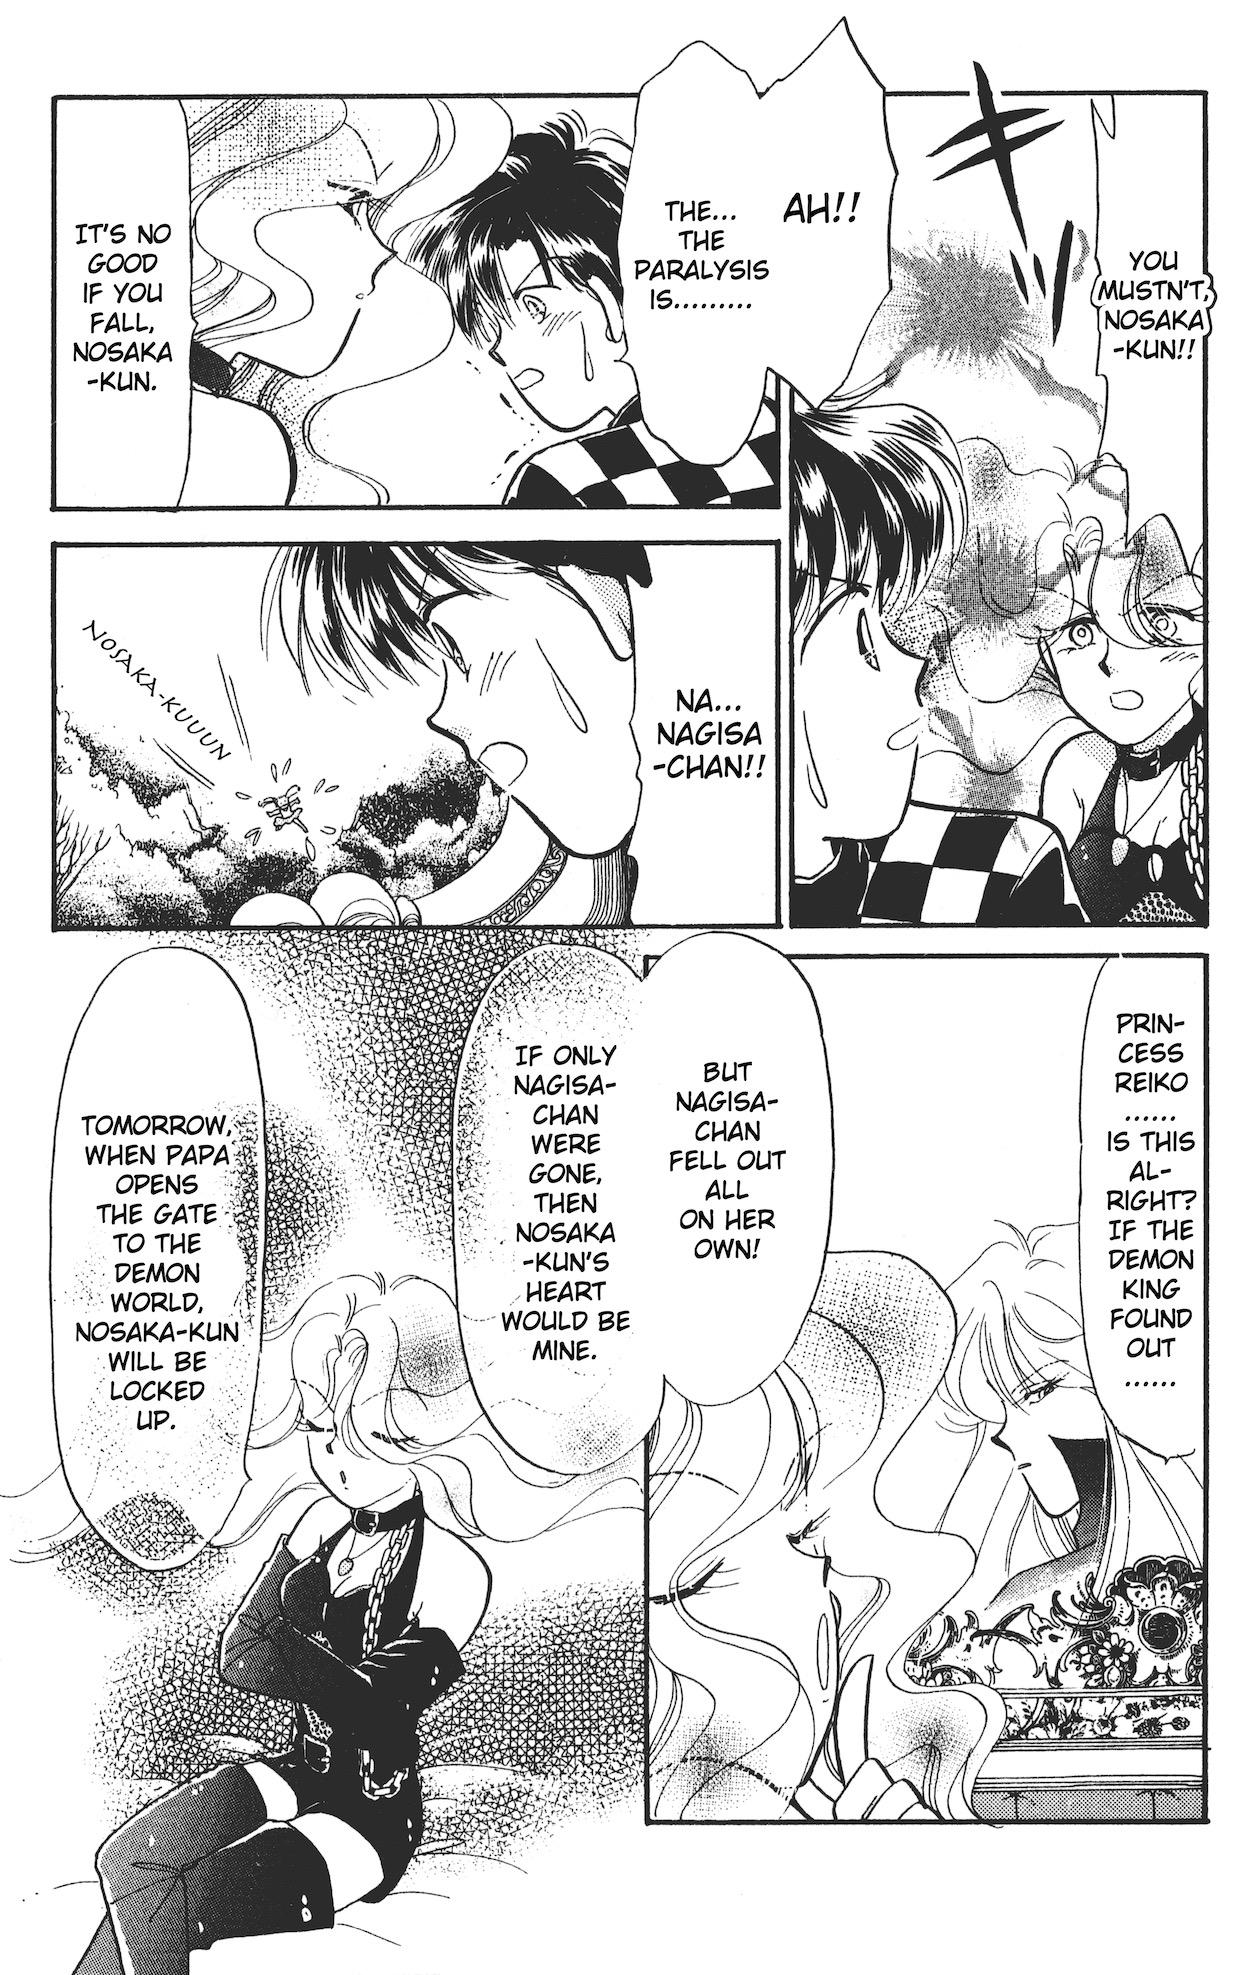 YOU
MUSTN'T,
NOSAKA
-KUN!!
AH!!
THE...
THE
PARALYSIS
IS.........
IT'S NO
GOOD
IF YOU
FALL,
NOSAKA
-KUN.
NA...
NAGISA
-CHAN!!
NOSAKA-KUUUN
PRIN-
CESS
REIKO
......
IS THIS
AL-
RIGHT?
IF THE
DEMON
KING
FOUND
OUT
......
BUT
NAGISA-
CHAN
FELL OUT
ALL
ON HER
OWN!
IF ONLY
NAGISA-
CHAN
WERE
GONE,
THEN
NOSAKA
-KUN'S
HEART
WOULD BE
MINE.
TOMORROW,
WHEN PAPA
OPENS
THE GATE
TO THE
DEMON
WORLD,
NOSAKA-KUN
WILL BE
LOCKED
UP.